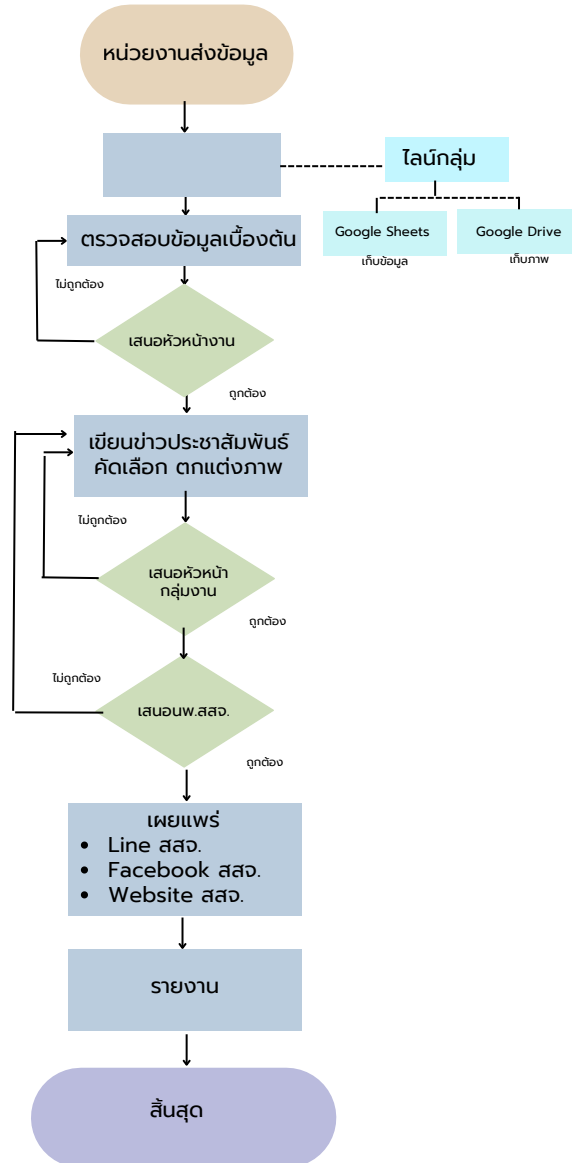 หน่วยงานส่งข้อมูล
ไลน์กลุ่ม
Google Sheets
Google Drive
เก็บข้อมูล
เก็บภาพ
ตรวจสอบข้อมูลเบื้องต้น
ไม่ถูกต้อง
เสนอหัวหน้างาน
ถูกต้อง
เขียนข่าวประชาสัมพันธ์
คัดเลือก ตกแต่งภาพ
ไม่ถูกต้อง
เสนอหัวหน้า
กลุ่มงาน
ถูกต้อง
ไม่ถูกต้อง
เสนอนพ.สสจ.
ถูกต้อง
เผยแพร่
• Line สสจ.
• Facebook สสจ.
• Website สสจ.
รายงาน
สิ้นสุด